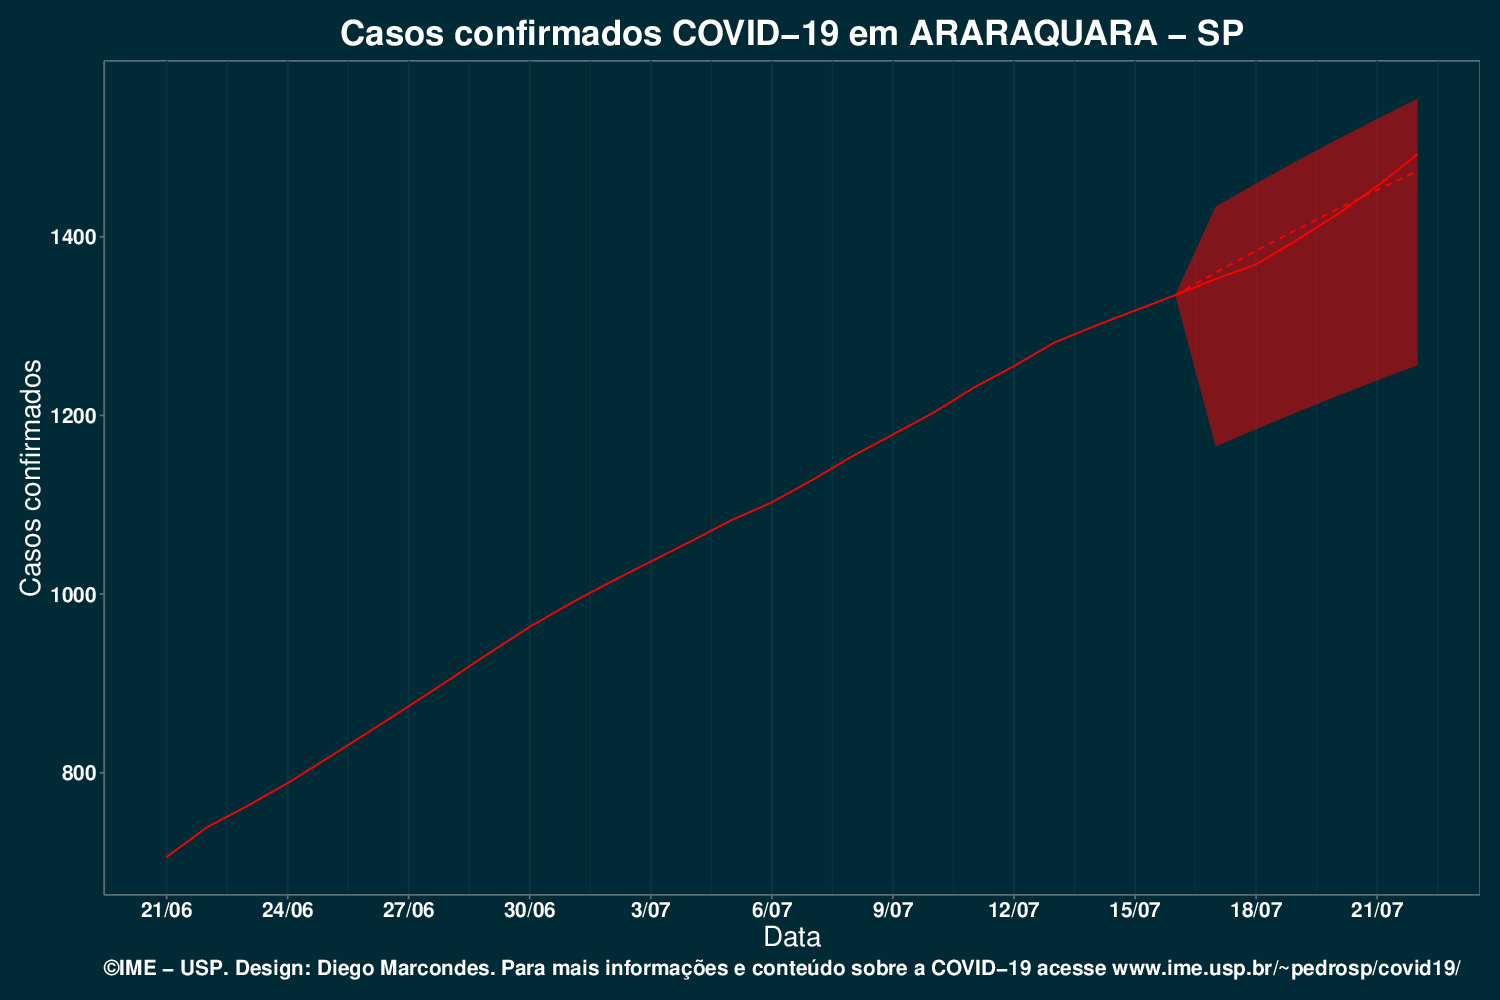 Casos confirmados COVID−19 em ARARAQUARA − SP
Casos confirmados
1400
1200
1000
800
21/06 24/06 27/06 30/06 3/07 6/07 9/07 12/07 15/07 18/07 21/07
Data
©IME − USP. Design: Diego Marcondes. Para mais informações e conteúdo sobre a COVID−19 acesse www.ime.usp.br/~pedrosp/covid19/